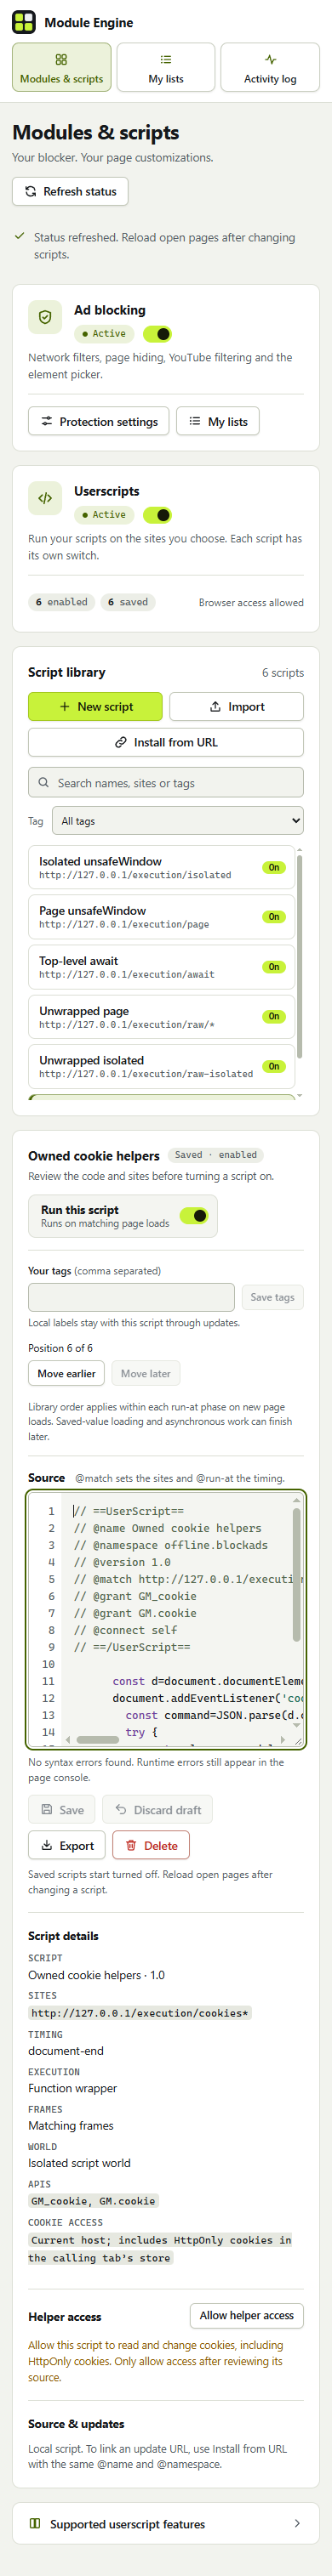 Module Engine
Modules & scripts
My lists
Activity log
Modules & scripts
Your blocker. Your page customizations.
Refresh status
Status refreshed. Reload open pages after changing
scripts.
Ad blocking
Active
Network filters, page hiding, YouTube filtering and the
element picker.
Protection settings
My lists
Userscripts
Active
Run your scripts on the sites you choose. Each script has
its own switch.
6 enabled
6 saved
Browser access allowed
Script library
6 scripts
New script
Import
Install from URL
Search names, sites or tags
Tag
All tags
Isolated unsafeWindow
http://127.0.0.1/execution/isolated
On
Page unsafeWindow
http://127.0.0.1/execution/page
On
Top-level await
http://127.0.0.1/execution/await
On
Unwrapped page
http://127.0.0.1/execution/raw/*
On
Unwrapped isolated
http://127.0.0.1/execution/raw-isolated
On
Owned cookie helpers
Saved · enabled
Review the code and sites before turning a script on.
Run this script
Runs on matching page loads
Your tags (comma separated)
Save tags
Local labels stay with this script through updates.
Position 6 of 6
Move earlier
Move later
Library order applies within each run-at phase on new page
loads. Saved-value loading and asynchronous work can finish
later.
Source
@match sets the sites and @run-at the timing.
1 // ==UserScript==
2 // @name Owned cookie helpers
3 // @namespace offline.blockads
4 // @version 1.0
5 // @match http://127.0.0.1/execution
6 // @grant GM_cookie
7 // @grant GM.cookie
8 // @connect self
9 // ==/UserScript==
10
11 const d=document.documentEleme
12 document.addEventListener('coo
13 const command=JSON.parse(d.d
14 try {
No syntax errors found. Runtime errors still appear in the
page console.
Save
Discard draft
Export
Delete
Saved scripts start turned off. Reload open pages after
changing a script.
Script details
SCRIPT
Owned cookie helpers · 1.0
SITES
http://127.0.0.1/execution/cookies*
TIMING
document-end
EXECUTION
Function wrapper
FRAMES
Matching frames
WORLD
Isolated script world
APIS
GM_cookie, GM.cookie
COOKIE ACCESS
Current host; includes HttpOnly cookies in
the calling tab's store
Helper access
Allow helper access
Allow this script to read and change cookies, including
HttpOnly cookies. Only allow access after reviewing its
source.
Source & updates
Local script. To link an update URL, use Install from URL
with the same @name and @namespace.
Supported userscript features